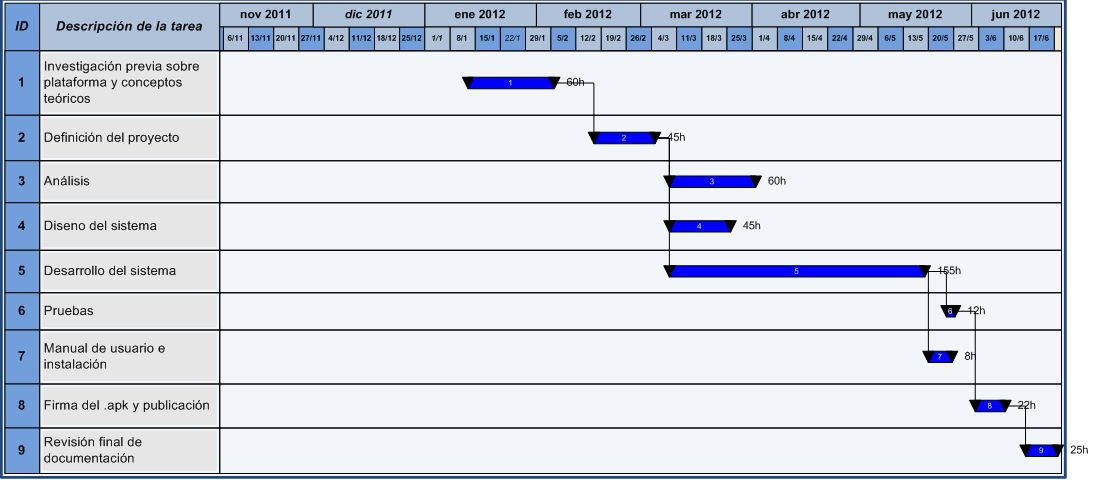 ID Descripción de la tarea nov 2011 dic 2011 ene 2012 feb 2012 mar 2012 abr 2012 may 2012 jun 2012
6/11 13/11 20/11 27/11 4/12 11/12 18/12 25/12 1/1 8/1 15/1 22/1 29/1 5/2 12/2 19/2 26/2 4/3 11/3 18/3 25/3 1/4 8/4 15/4 22/4 29/4 6/5 13/5 20/5 27/5 3/6 10/6 17/6
1 Investigación previa sobre
plataforma y conceptos
teóricos
1 60h
2 Definición del proyecto 2 45h
3 Análisis 3 60h
4 Diseno del sistema 4 45h
5 Desarrollo del sistema 5 155h
6 Pruebas 6 12h
7 Manual de usuario e
instalación
7 8h
8 Firma del .apk y publicación 8 22h
9 Revisión final de
documentación
9 25h